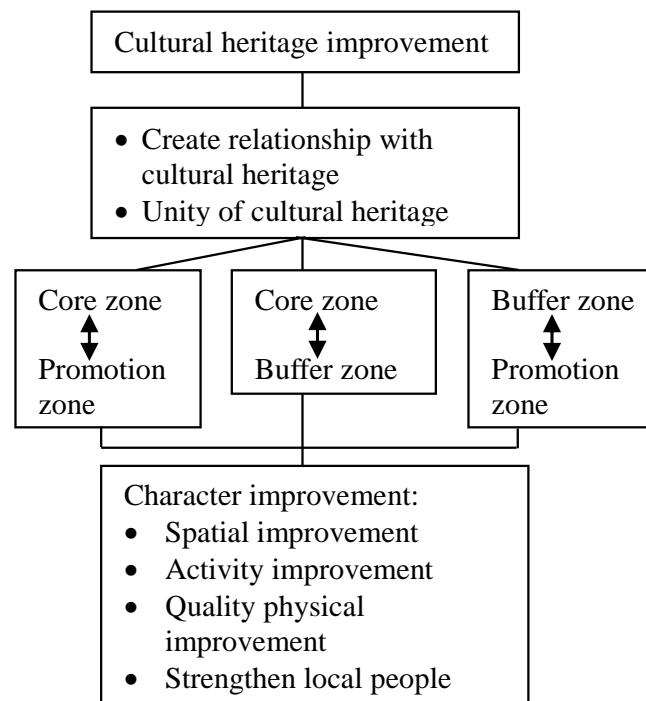 Cultural heritage improvement
• Create relationship with
cultural heritage
• Unity of cultural heritage
Core zone
Promotion
zone
Core zone
Buffer zone
Buffer zone
Promotion
zone
Character improvement:
• Spatial improvement
• Activity improvement
• Quality physical
improvement
• Strengthen local people